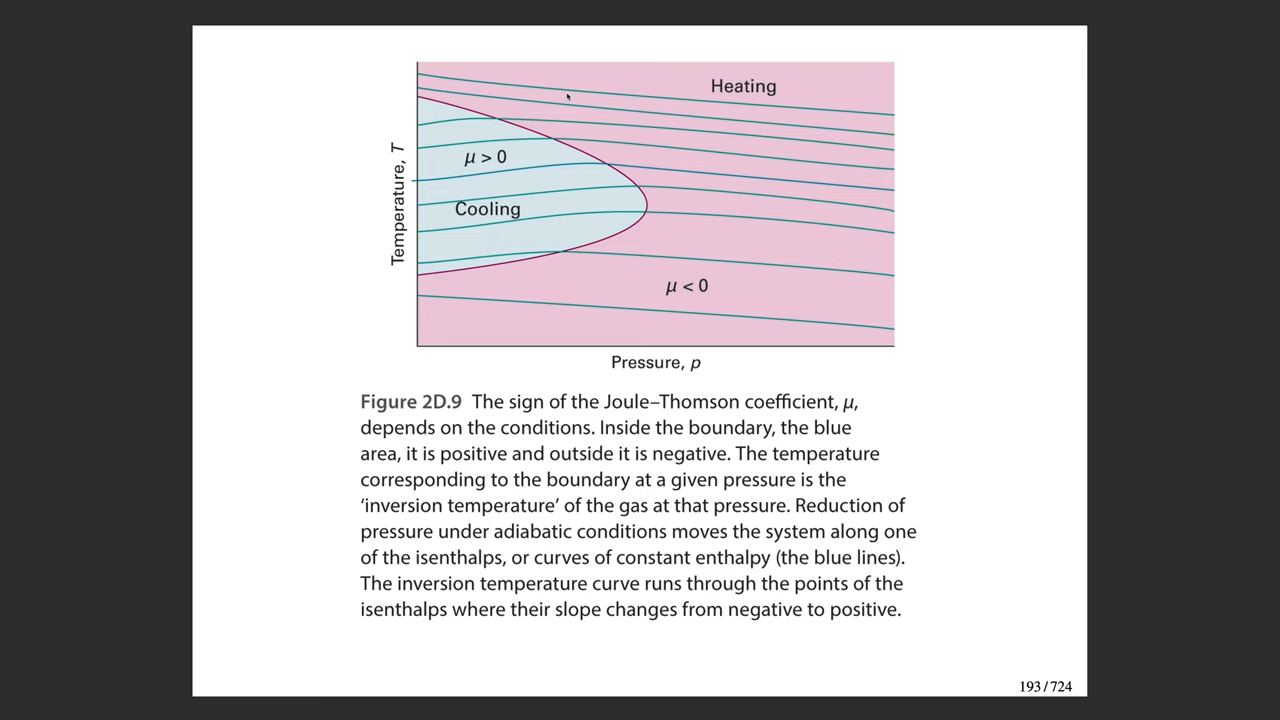 Heating
μ > 0
Cooling
μ < 0
Temperature, T
Pressure, p
Figure 2D.9 The sign of the Joule–Thomson coefficient, μ,
depends on the conditions. Inside the boundary, the blue
area, it is positive and outside it is negative. The temperature
corresponding to the boundary at a given pressure is the
‘inversion temperature’ of the gas at that pressure. Reduction of
pressure under adiabatic conditions moves the system along one
of the isenthalps, or curves of constant enthalpy (the blue lines).
The inversion temperature curve runs through the points of the
isenthalps where their slope changes from negative to positive.
193/724